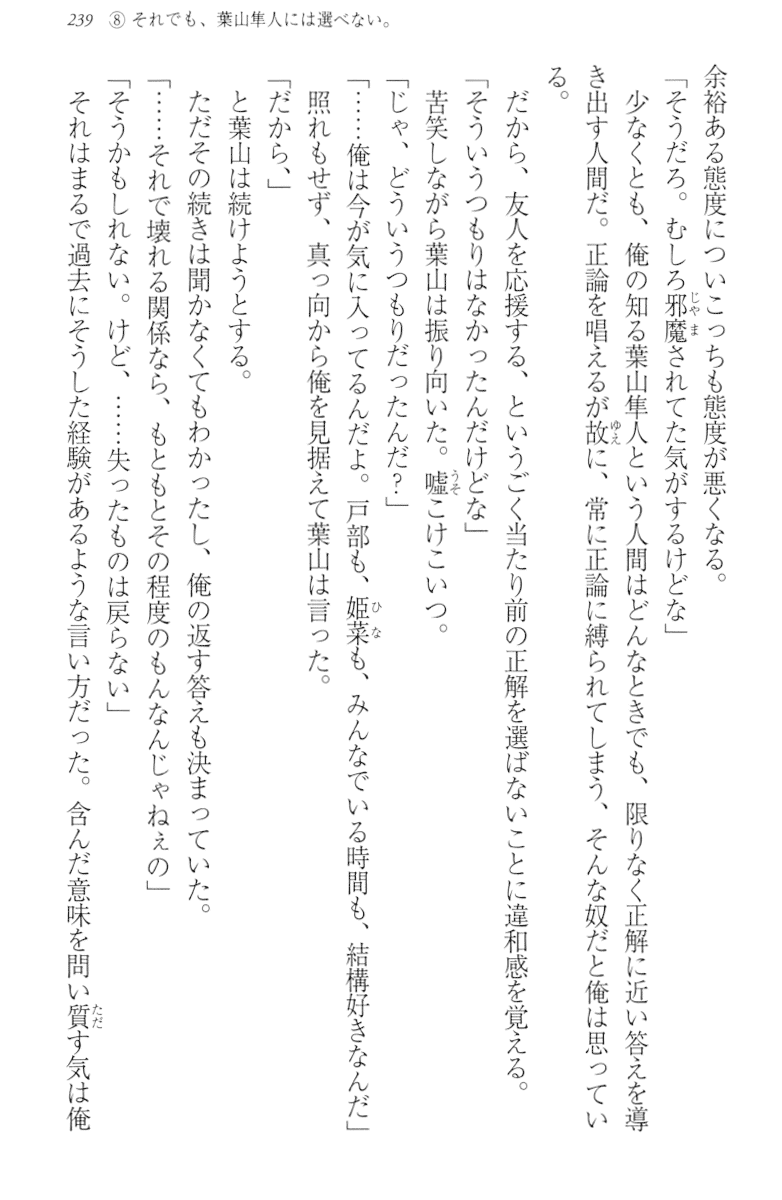 239 ⑧ それでも、葉山隼人には選べない。
余裕ある態度についこっちも態度が悪くなる。
「そうだろ。むしろ邪魔されてた気がするけどな」
少なくとも、俺の知る葉山隼人という人間はどんなときでも、限りなく正解に近い答えを導
き出す人間だ。正論を唱えるが故に、常に正論に縛られてしまう、そんな奴だと俺は思ってい
る。
だから、友人を応援する、というごく当たり前の正解を選ばないことに違和感を覚える。
「そういうつもりはなかったんだけどな」
苦笑しながら葉山は振り向いた。嘘こけこいつ。
「じゃ、どういうつもりだったんだ?」
「……俺は今が気に入ってるんだよ。戸部も、姫菜も、みんなでいる時間も、結構好きなんだ」
照れもせず、真っ向から俺を見据えて葉山は言った。
「だから、」
と葉山は続けようとする。
ただその続きは聞かなくてもわかったし、俺の返す答えも決まっていた。
「……それで壊れる関係なら、もともとその程度のもんなんじゃねぇの」
「そうかもしれない。けど、……失ったものは戻らない」
それはまるで過去にそうした経験があるような言い方だった。含んだ意味を問い質す気は俺